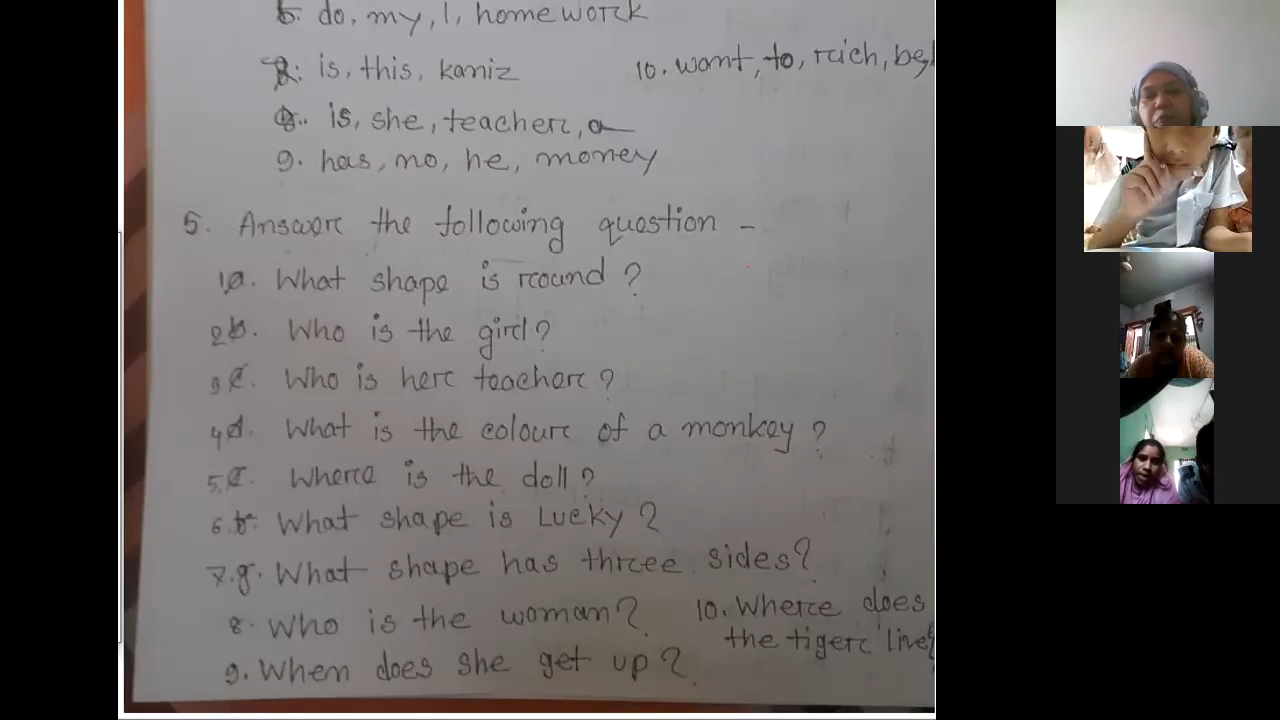 6. do, my, I, homework
7. is, this, kaniz
10. want, to, rich, be,
8. is, she, teacher, a
9. has, no, he, money
5. Answer the following question -
1. What shape is round?
2. Who is the girl?
3. Who is her teacher?
4. What is the colour of a monkey?
5. Where is the doll?
6. What shape is Lucky?
7. What shape has three sides?
8. Who is the woman?
10. Where does
the tiger live?
9. When does she get up?